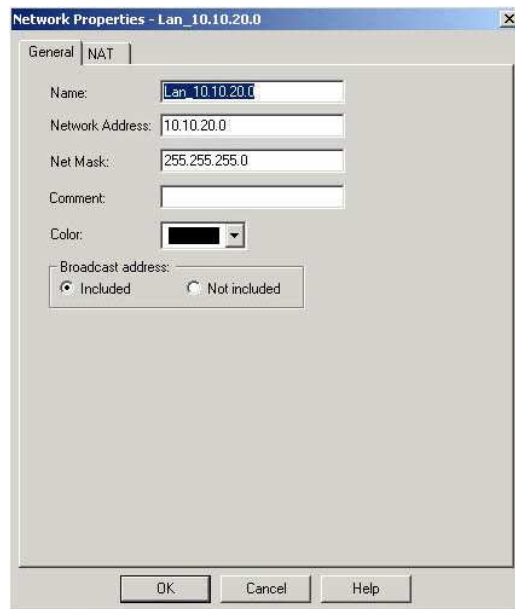 Network Properties - Lan_10.10.20.0
General NAT
Name: Lan_10.10.20.0
Network Address: 10.10.20.0
Net Mask: 255.255.255.0
Comment:
Color:
Broadcast address:
Included Not included
OK Cancel Help